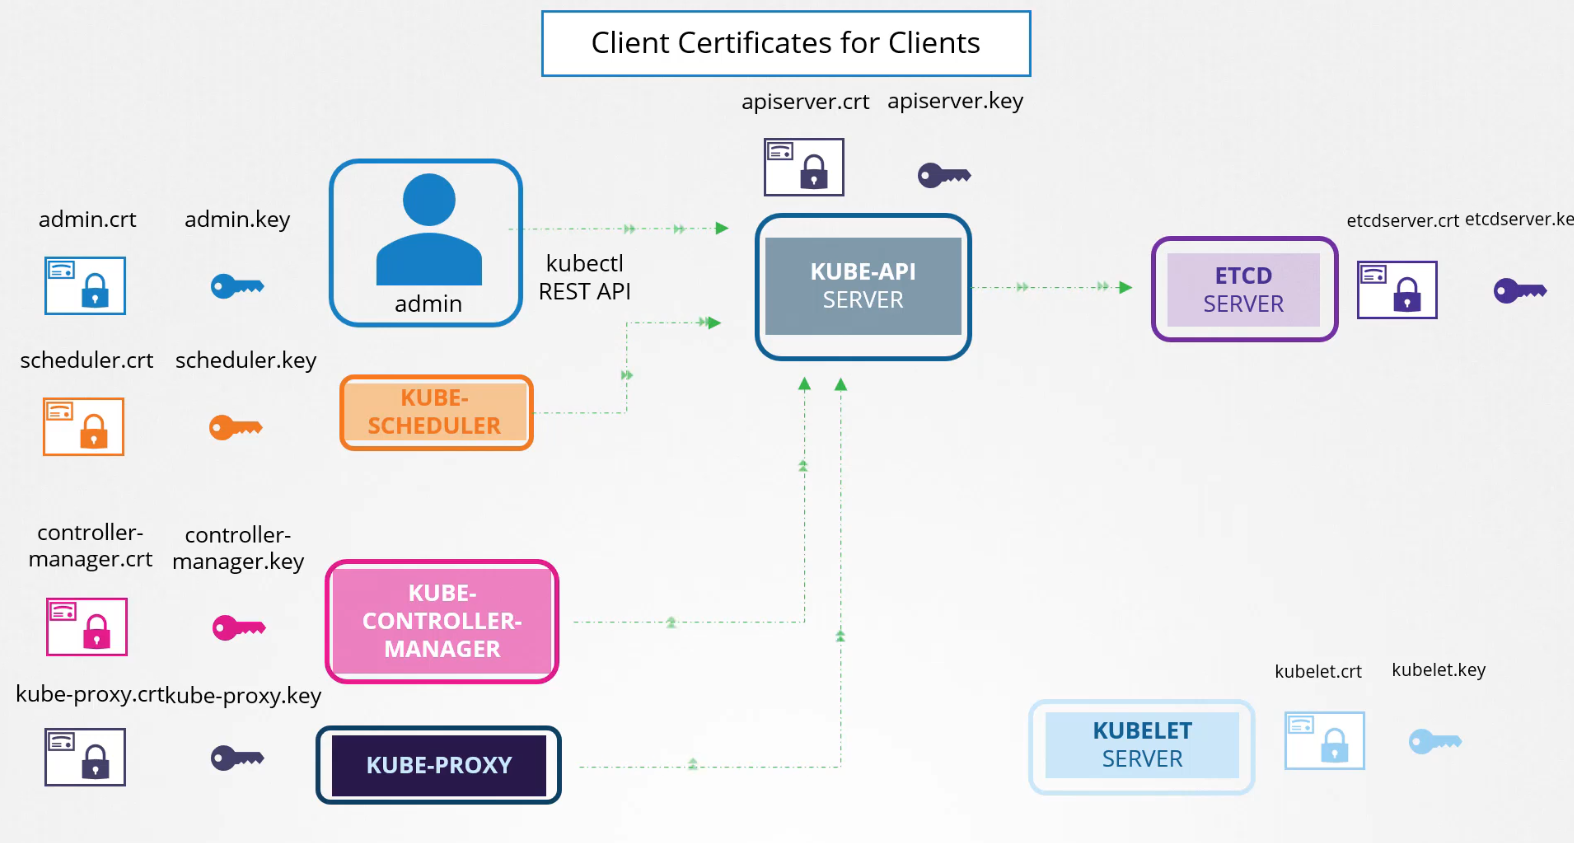 Client Certificates for Clients
apiserver.crt apiserver.key
admin.crt admin.key
admin
kubectl
REST API
KUBE-API
SERVER
ETCD
SERVER
etcdserver.crt etcdserver.ke
scheduler.crt scheduler.key
KUBE-
SCHEDULER
controller-
manager.crt
controller-
manager.key
KUBE-
CONTROLLER-
MANAGER
kube-proxy.crt kube-proxy.key
KUBE-PROXY
KUBELET
SERVER
kubelet.crt kubelet.key